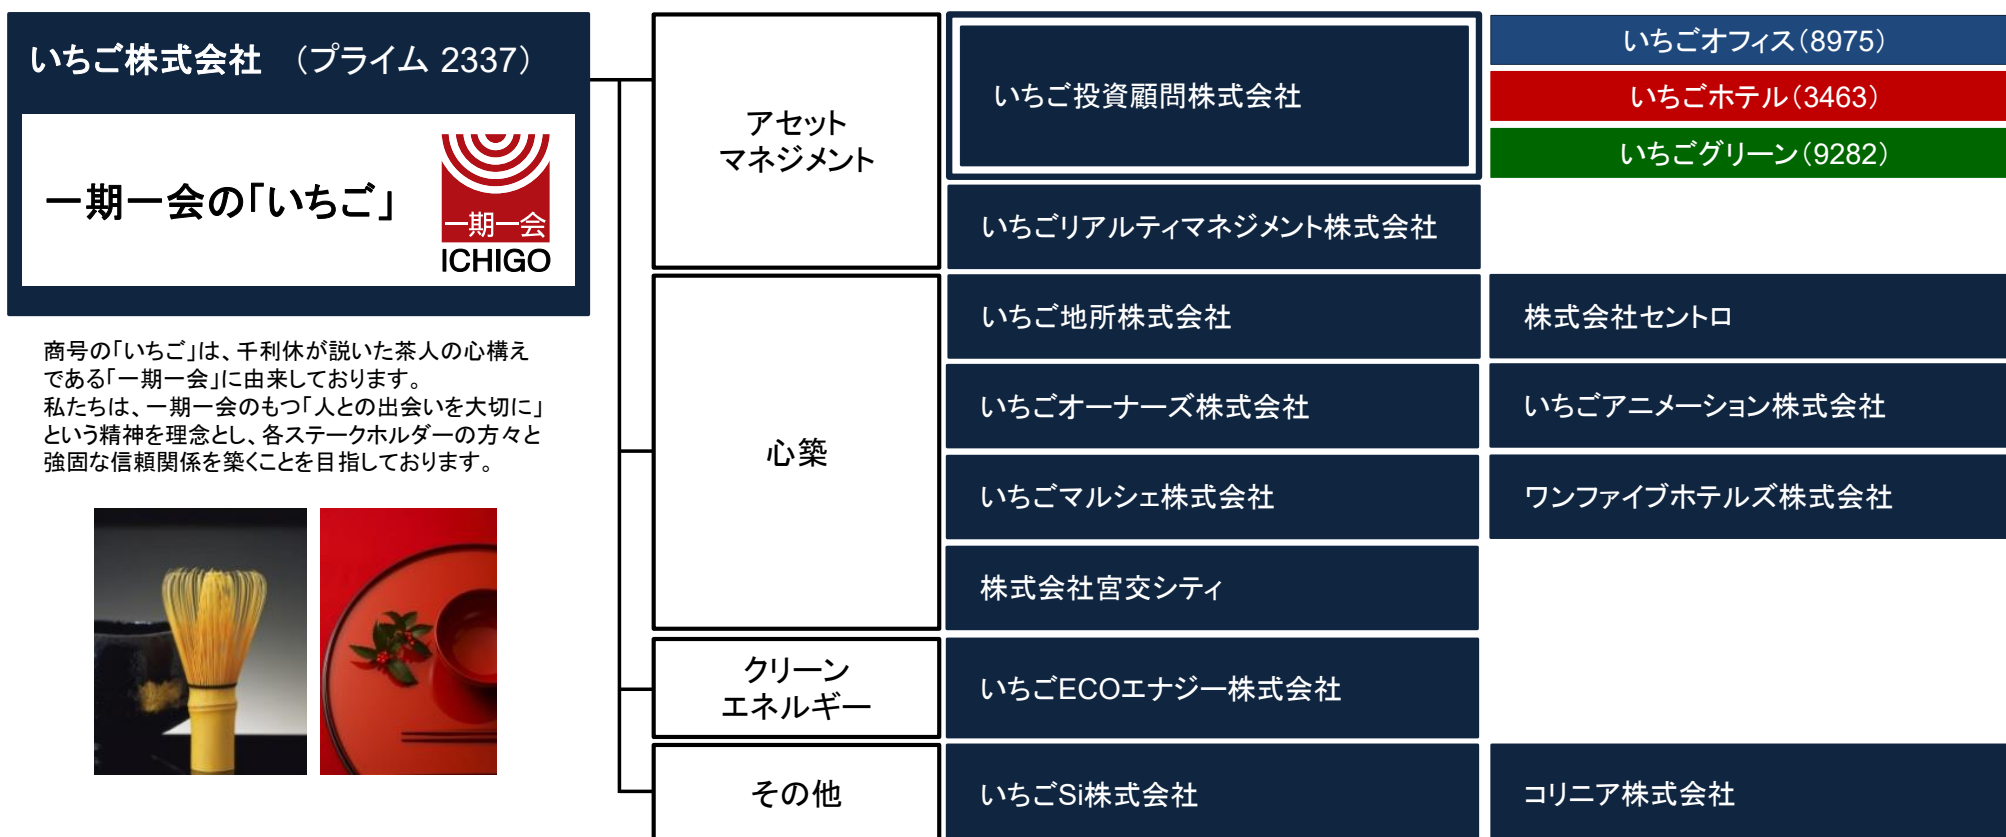 いちご株式会社 (プライム 2337)
一期一会の「いちご」
一期一会
ICHIGO
商号の「いちご」は、千利休が説いた茶人の心構え
である「一期一会」に由来しております。
私たちは、一期一会のもつ「人との出会いを大切に」
という精神を理念とし、各ステークホルダーの方々と
強固な信頼関係を築くことを目指しております。
アセット
マネジメント
いちご投資顧問株式会社
いちごオフィス(8975)
いちごホテル(3463)
いちごグリーン(9282)
いちごリアルティマネジメント株式会社
心築
いちご地所株式会社
株式会社セントロ
いちごオーナーズ株式会社
いちごアニメーション株式会社
いちごマルシェ株式会社
ワンファイブホテルズ株式会社
株式会社宮交シティ
クリーン
エネルギー
いちごECOエナジー株式会社
その他
いちごSi株式会社
コリニア株式会社